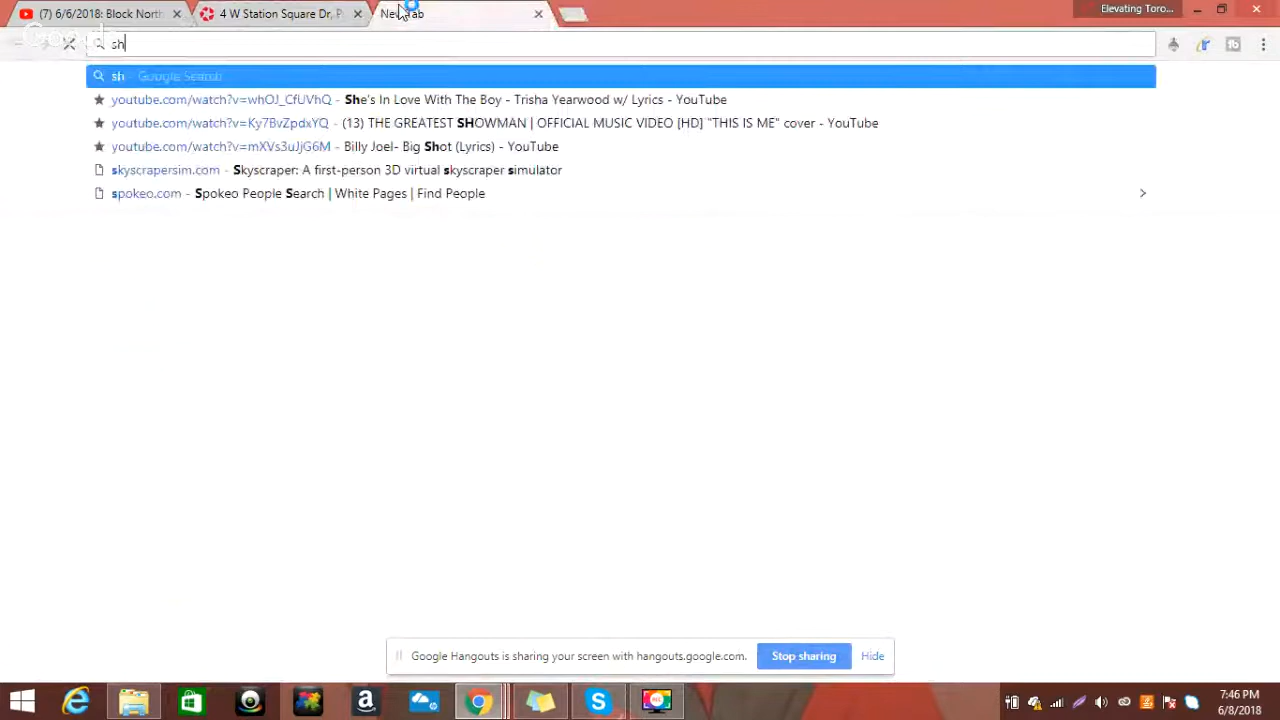 (7) 6/6/2018: Block North
4 W Station Square Dr, P
New Tab
Elevating Toro...
Google
sh
sh - Google Search
youtube.com/watch?v=whOJ_CfUVhQ - She's In Love With The Boy - Trisha Yearwood w/ Lyrics - YouTube
youtube.com/watch?v=Ky7BvZpdxYQ - (13) THE GREATEST SHOWMAN | OFFICIAL MUSIC VIDEO [HD] "THIS IS ME" cover - YouTube
youtube.com/watch?v=mXVs3uJjG6M - Billy Joel- Big Shot (Lyrics) - YouTube
skyscrapersim.com - Skyscraper: A first-person 3D virtual skyscraper simulator
spokeo.com - Spokeo People Search | White Pages | Find People
Google Hangouts is sharing your screen with hangouts.google.com. Stop sharing Hide
7:46 PM
6/8/2018